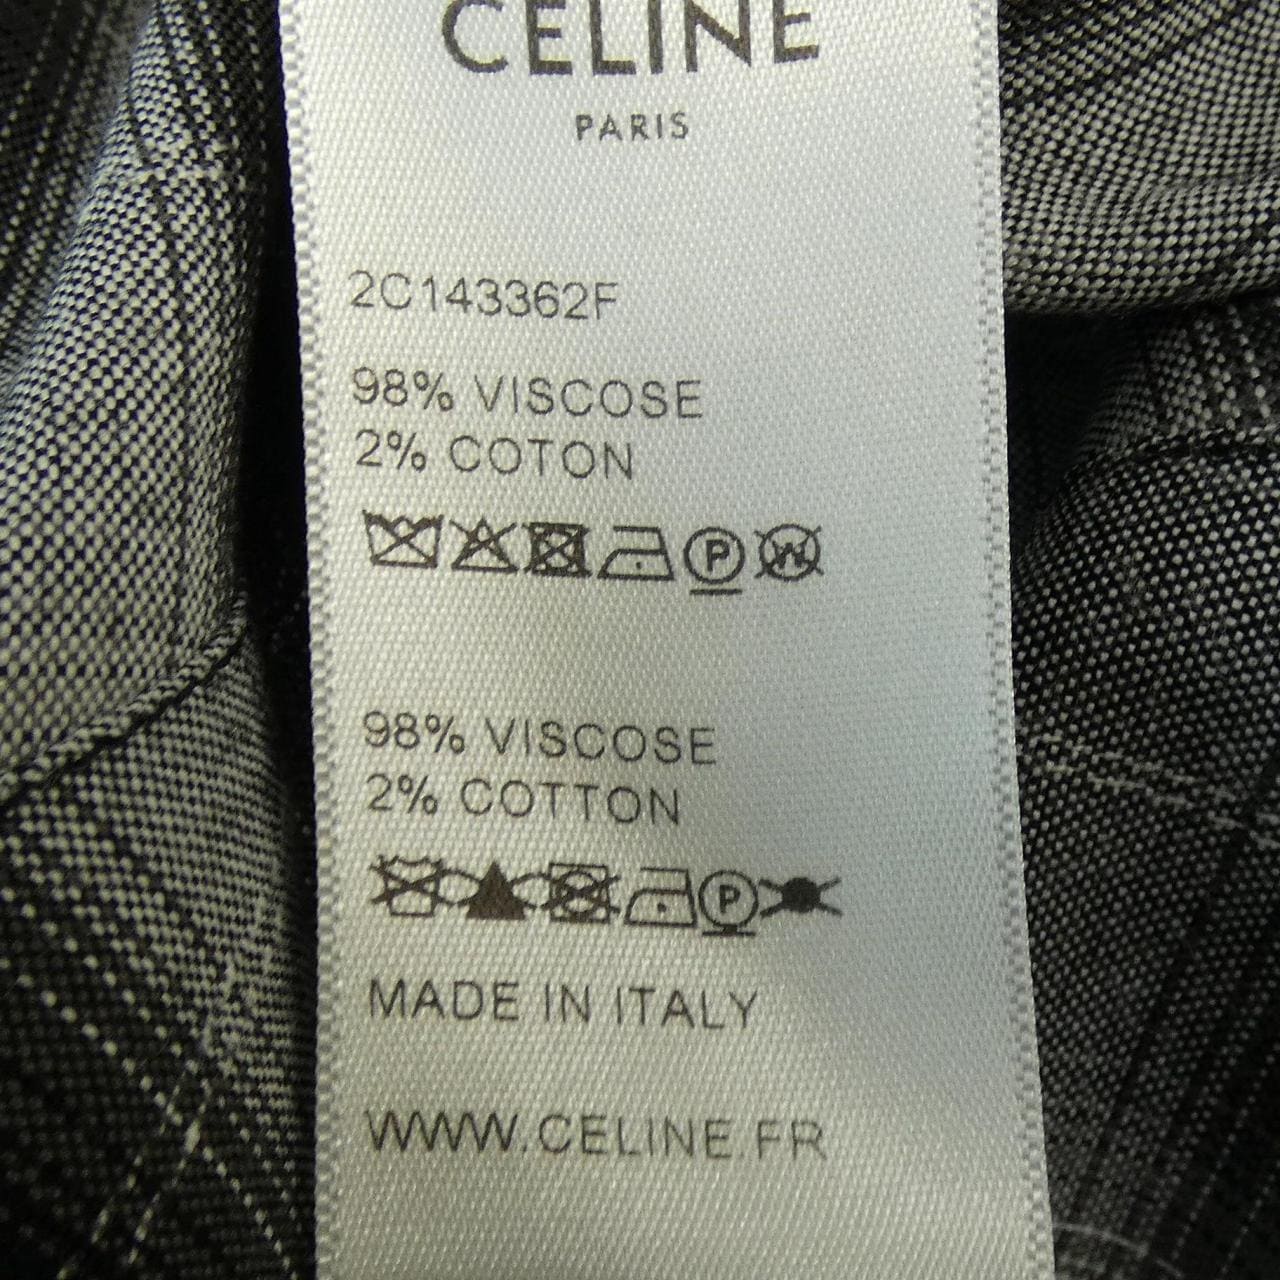 CELINE
PARIS
2C143362F
98% VISCOSE
2% COTON
P W
98% VISCOSE
2% COTTON
P
MADE IN ITALY
WWW.CELINE.FR